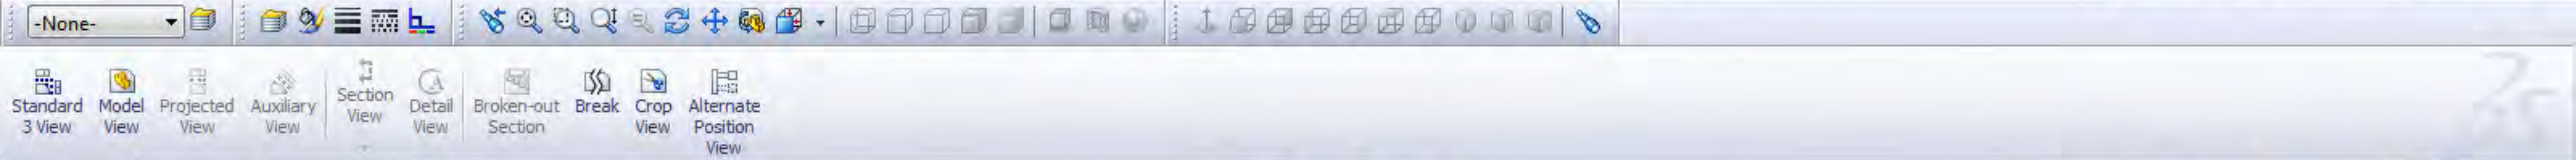 -None-
Standard 3 View
Model View
Projected View
Auxiliary View
Section View
Detail View
Broken-out Section
Break
Crop View
Alternate Position View